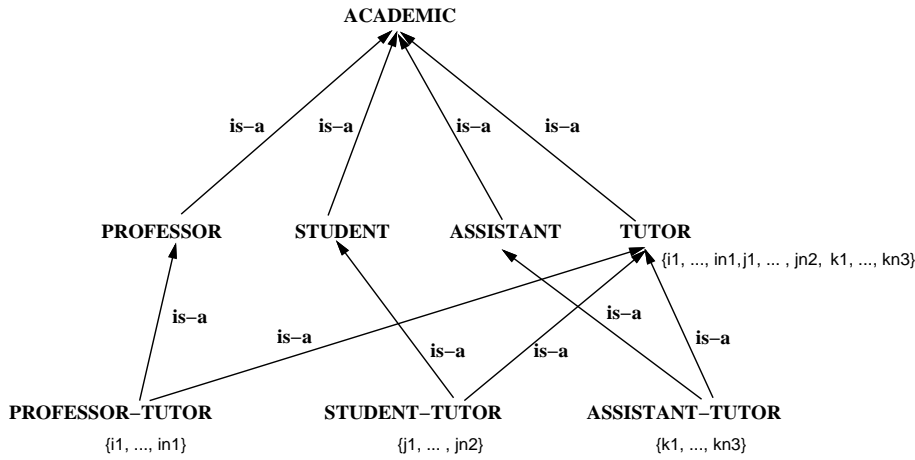 ACADEMIC
is–a is–a is–a is–a
PROFESSOR STUDENT ASSISTANT TUTOR
{i1, ..., in1,j1, ... , jn2, k1, ..., kn3}
is–a is–a is–a is–a is–a is–a
PROFESSOR–TUTOR STUDENT–TUTOR ASSISTANT–TUTOR
{i1, ..., in1} {j1, ... , jn2} {k1, ..., kn3}